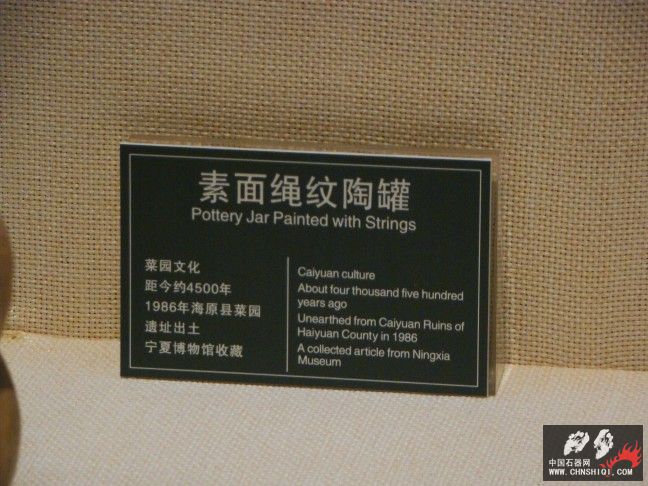 素面绳纹陶罐
Pottery Jar Painted with Strings
菜园文化
距今约4500年
1986年海原县菜园
遗址出土
宁夏博物馆收藏
Caiyuan culture
About four thousand five hundred
years ago
Unearthed from Caiyuan Ruins of
Haiyuan County in 1986
A collected article from Ningxia
Museum
中国石器网
WWW.CHNSHIQI.COM